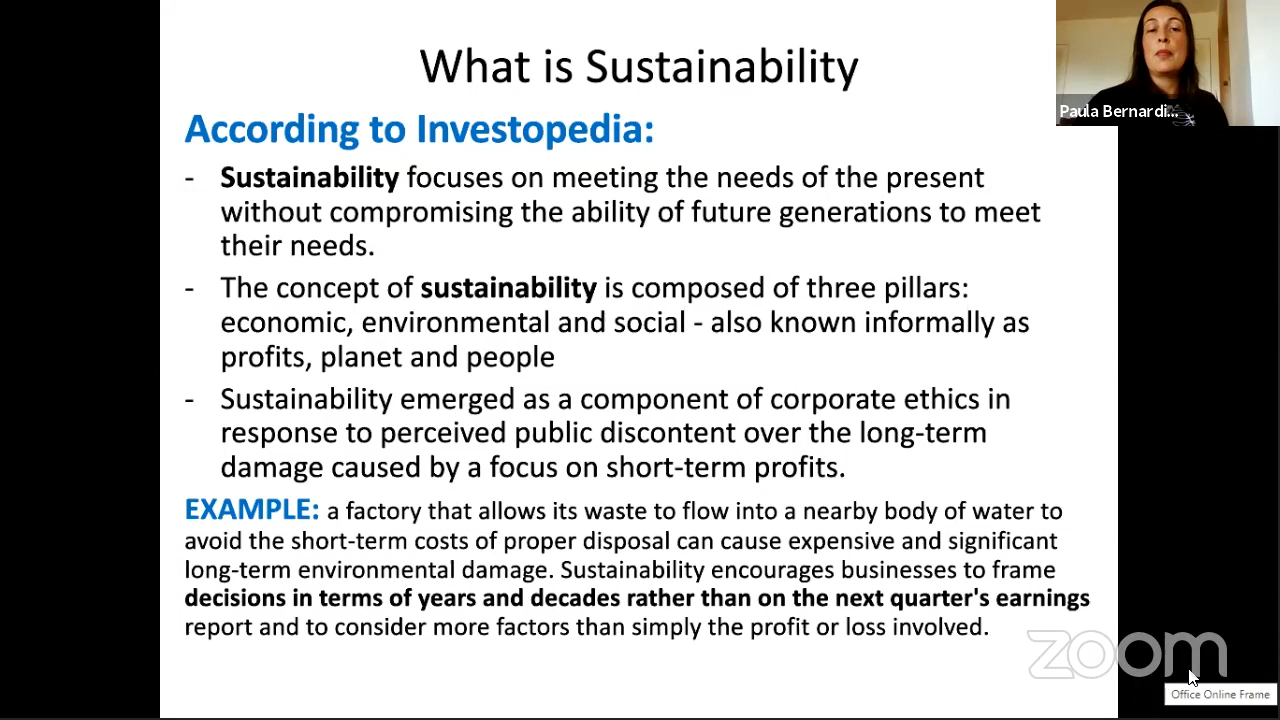 What is Sustainability
According to Investopedia:
- Sustainability focuses on meeting the needs of the present
without compromising the ability of future generations to meet
their needs.
- The concept of sustainability is composed of three pillars:
economic, environmental and social - also known informally as
profits, planet and people
- Sustainability emerged as a component of corporate ethics in
response to perceived public discontent over the long-term
damage caused by a focus on short-term profits.
EXAMPLE: a factory that allows its waste to flow into a nearby body of water to
avoid the short-term costs of proper disposal can cause expensive and significant
long-term environmental damage. Sustainability encourages businesses to frame
decisions in terms of years and decades rather than on the next quarter's earnings
report and to consider more factors than simply the profit or loss involved.
Paula Bernardi...
zoom
Office Online Frame